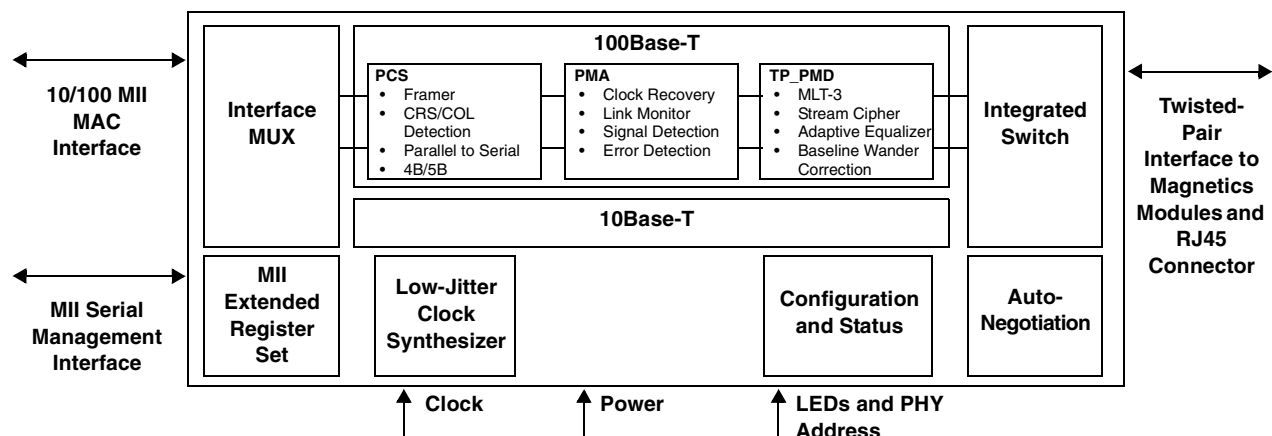 10/100 MII
MAC
Interface
MII Serial
Management
Interface
Interface
MUX
100Base-T
PCS
• Framer
• CRS/COL
Detection
• Parallel to Serial
• 4B/5B
PMA
• Clock Recovery
• Link Monitor
• Signal Detection
• Error Detection
TP_PMD
• MLT-3
• Stream Cipher
• Adaptive Equalizer
• Baseline Wander
Correction
10Base-T
Integrated
Switch
Twisted-
Pair
Interface to
Magnetics
Modules and
RJ45
Connector
MII
Extended
Register
Set
Low-Jitter
Clock
Synthesizer
Configuration
and Status
Auto-
Negotiation
Clock
Power
LEDs and PHY
Address